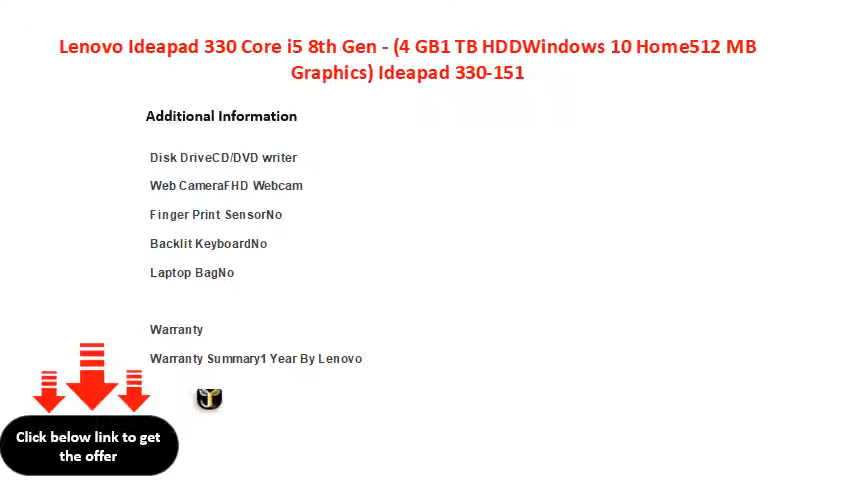 Lenovo Ideapad 330 Core i5 8th Gen - (4 GB1 TB HDDWindows 10 Home512 MB
Graphics) Ideapad 330-151
Additional Information
Disk DriveCD/DVD writer
Web CameraFHD Webcam
Finger Print SensorNo
Backlit KeyboardNo
Laptop BagNo
Warranty
Warranty Summary1 Year By Lenovo
Click below link to get
the offer